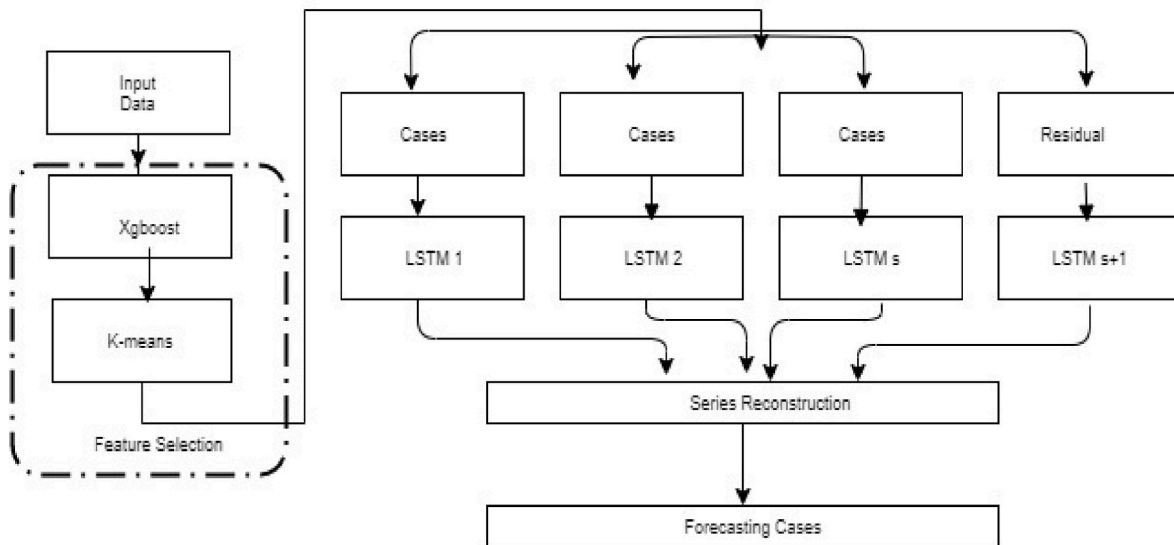 Input
Data
Xgboost
K-means
Feature Selection
Cases
Cases
Cases
Residual
LSTM 1
LSTM 2
LSTM s
LSTM s+1
Series Reconstruction
Forecasting Cases